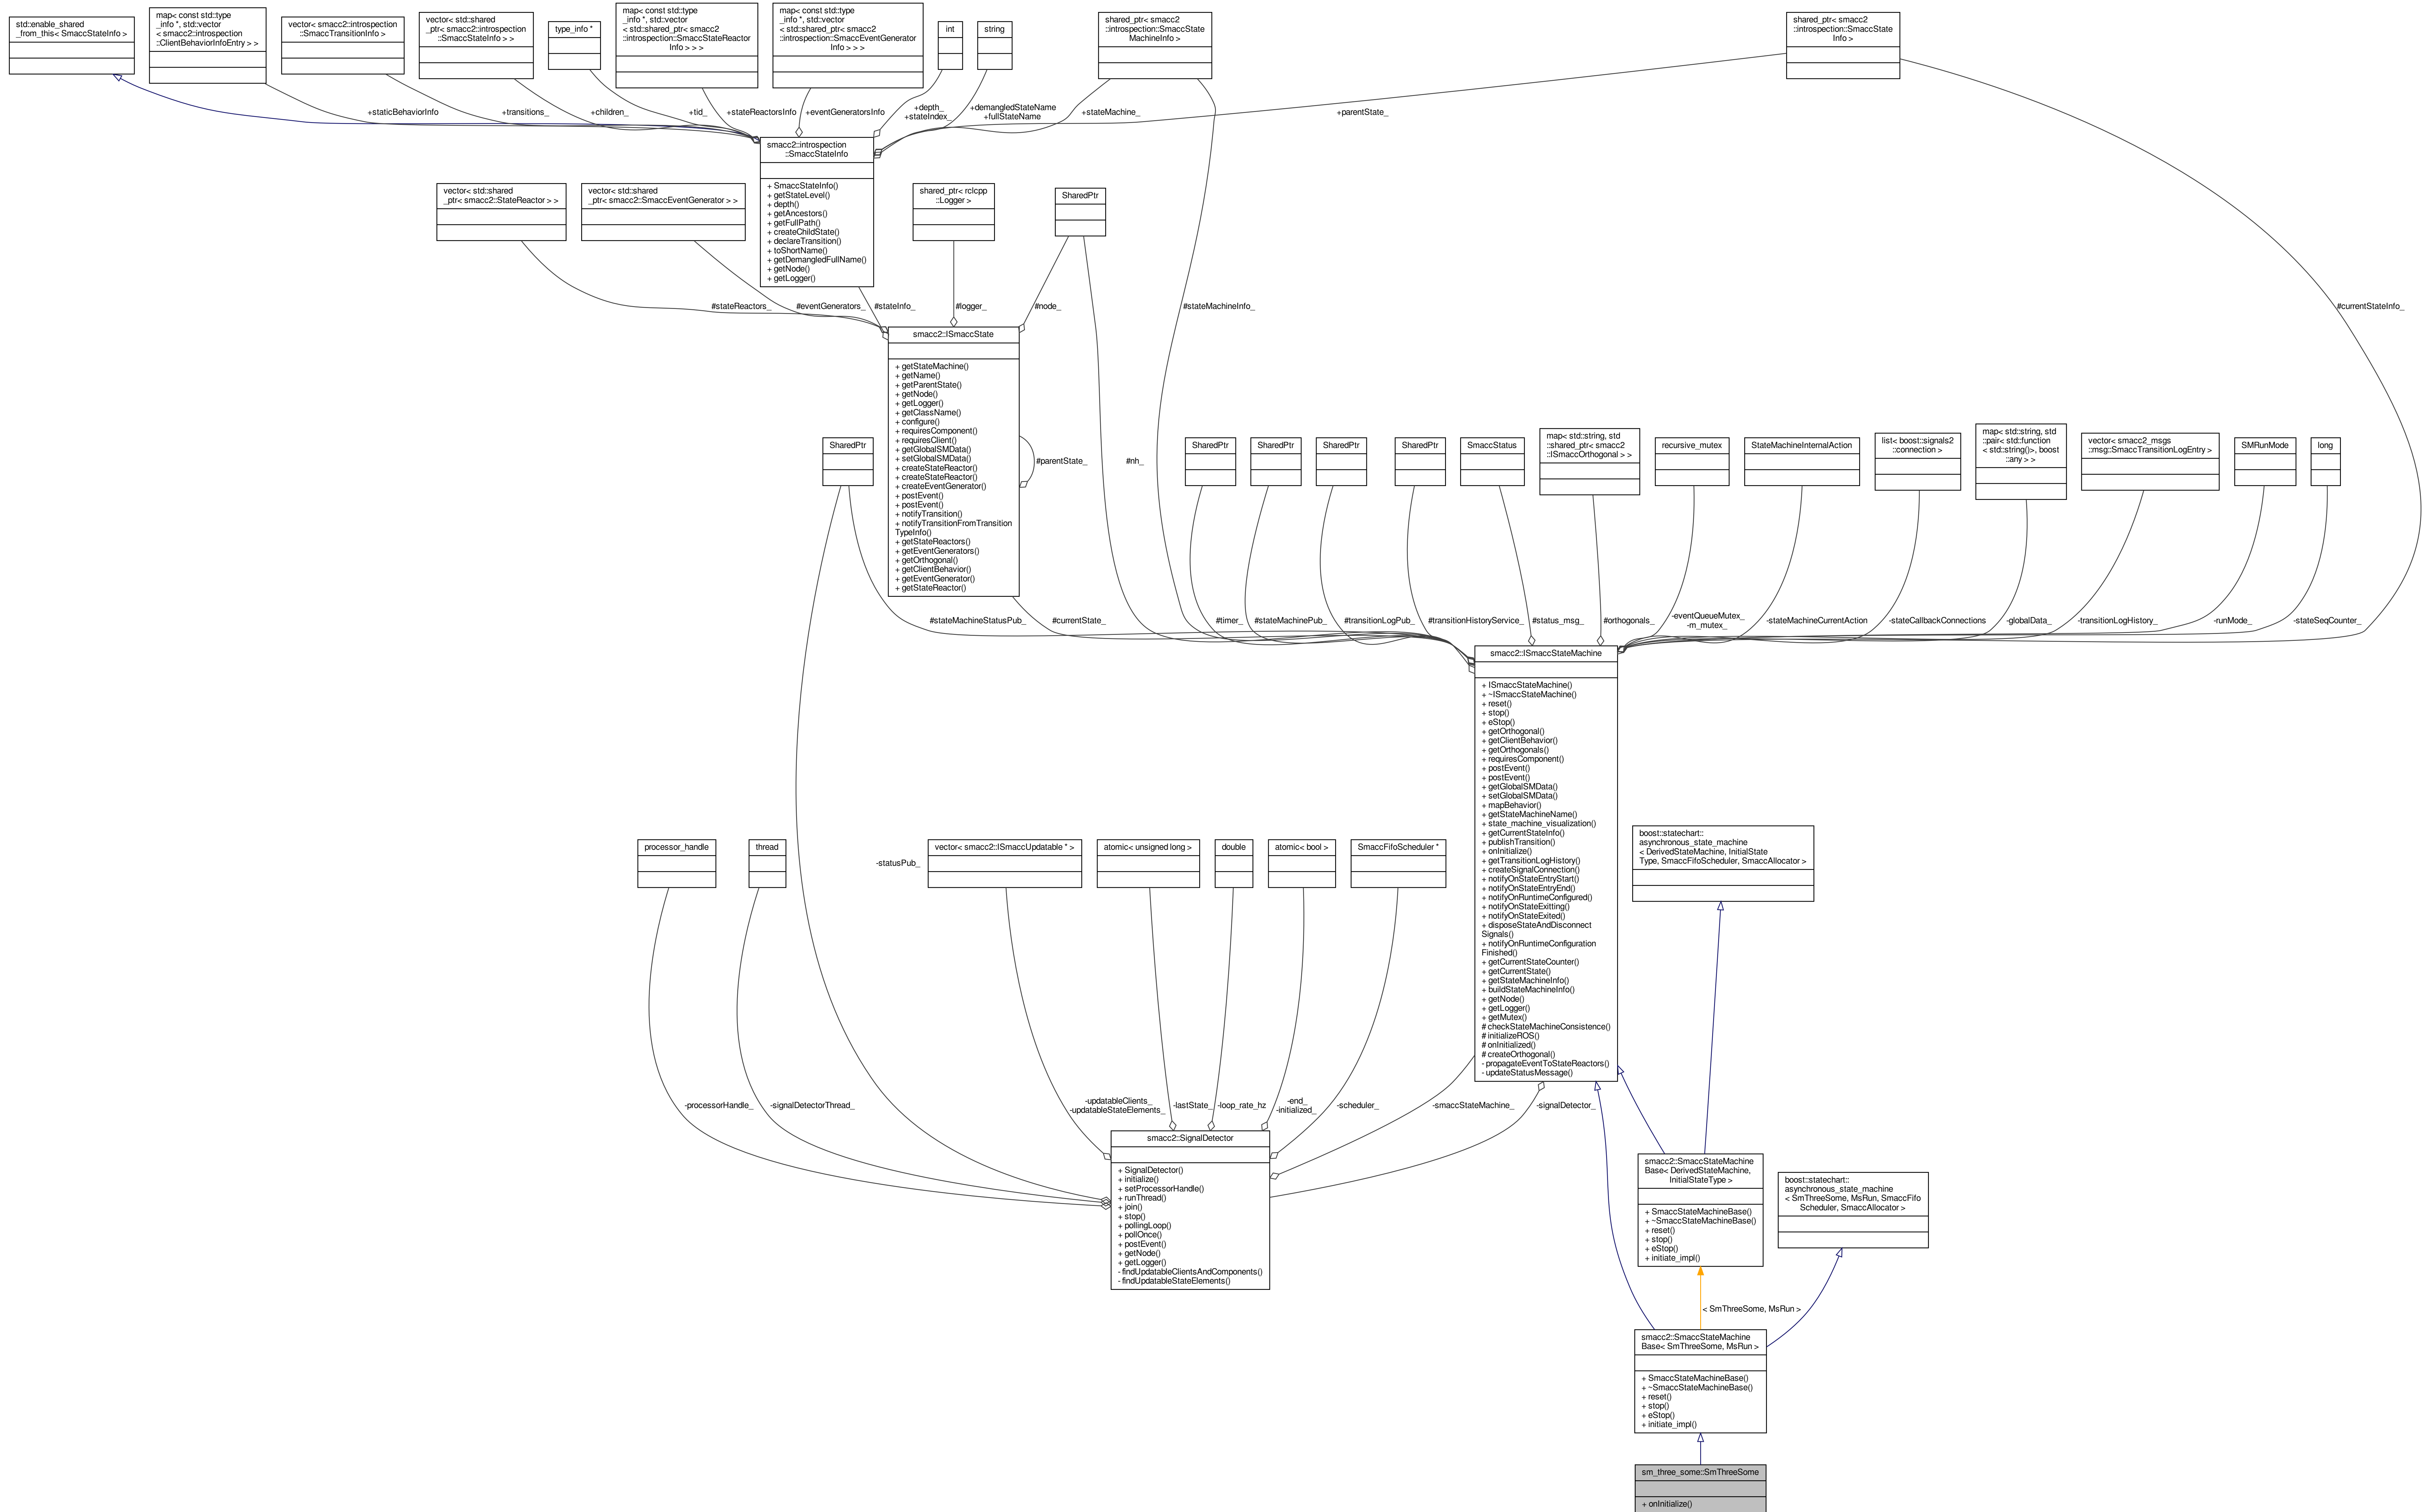 std::enable_shared
_from_this< SmaccStateInfo >
map< const std::type
_info *, std::vector
< smacc2::introspection
::ClientBehaviorInfoEntry > >
vector< smacc2::introspection
::SmaccTransitionInfo >
vector< std::shared
_ptr< smacc2::introspection
::SmaccStateInfo > >
type_info *
map< const std::type
_info *, std::vector
< std::shared_ptr< smacc2
::introspection::SmaccStateReactor
Info > > >
map< const std::type
_info *, std::vector
< std::shared_ptr< smacc2
::introspection::SmaccEventGenerator
Info > > >
int
string
shared_ptr< smacc2
::introspection::SmaccState
MachineInfo >
shared_ptr< smacc2
::introspection::SmaccState
Info >
+staticBehaviorInfo
+transitions_
+children_
+tid_
+stateReactorsInfo
+eventGeneratorsInfo
+depth_
+stateIndex_
+demangledStateName
+fullStateName
+stateMachine_
+parentState_
smacc2::introspection
::SmaccStateInfo
+ SmaccStateInfo()
+ getStateLevel()
+ depth()
+ getAncestors()
+ getFullPath()
+ createChildState()
+ declareTransition()
+ toShortName()
+ getDemangledFullName()
+ getNode()
+ getLogger()
vector< std::shared
_ptr< smacc2::StateReactor > >
vector< std::shared
_ptr< smacc2::SmaccEventGenerator > >
shared_ptr< rclcpp
::Logger >
SharedPtr
#stateReactors_
#eventGenerators_
#stateInfo_
#logger_
#node_
#stateMachineInfo_
#currentStateInfo_
smacc2::ISmaccState
+ getStateMachine()
+ getName()
+ getParentState()
+ getNode()
+ getLogger()
+ getClassName()
+ configure()
+ requiresComponent()
+ requiresClient()
+ getGlobalSMData()
+ setGlobalSMData()
+ createStateReactor()
+ createStateReactor()
+ createEventGenerator()
+ postEvent()
+ postEvent()
+ notifyTransition()
+ notifyTransitionFromTransition
TypeInfo()
+ getStateReactors()
+ getEventGenerators()
+ getOrthogonal()
+ getClientBehavior()
+ getEventGenerator()
+ getStateReactor()
#parentState_
#nh_
SharedPtr
SharedPtr
SharedPtr
SharedPtr
SharedPtr
SmaccStatus
map< std::string, std
::shared_ptr< smacc2
::ISmaccOrthogonal > >
recursive_mutex
StateMachineInternalAction
list< boost::signals2
::connection >
map< std::string, std
::pair< std::function
< std::string()>, boost
::any > >
vector< smacc2_msgs
::msg::SmaccTransitionLogEntry >
SMRunMode
long
#stateMachineStatusPub_
#currentState_
#timer_
#stateMachinePub_
#transitionLogPub_
#transitionHistoryService_
#status_msg_
#orthogonals_
-eventQueueMutex_
-m_mutex_
-stateMachineCurrentAction
-stateCallbackConnections
-globalData_
-transitionLogHistory_
-runMode_
-stateSeqCounter_
smacc2::ISmaccStateMachine
+ ISmaccStateMachine()
+ ~ISmaccStateMachine()
+ reset()
+ stop()
+ eStop()
+ getOrthogonal()
+ getClientBehavior()
+ getOrthogonals()
+ requiresComponent()
+ postEvent()
+ postEvent()
+ getGlobalSMData()
+ setGlobalSMData()
+ mapBehavior()
+ getStateMachineName()
+ state_machine_visualization()
+ getCurrentStateInfo()
+ publishTransition()
+ onInitialize()
+ getTransitionLogHistory()
+ createSignalConnection()
+ notifyOnStateEntryStart()
+ notifyOnStateEntryEnd()
+ notifyOnRuntimeConfigured()
+ notifyOnStateExitting()
+ notifyOnStateExited()
+ disposeStateAndDisconnect
Signals()
+ notifyOnRuntimeConfiguration
Finished()
+ getCurrentStateCounter()
+ getCurrentState()
+ getStateMachineInfo()
+ buildStateMachineInfo()
+ getNode()
+ getLogger()
+ getMutex()
# checkStateMachineConsistence()
# initializeROS()
# onInitialized()
# createOrthogonal()
- propagateEventToStateReactors()
- updateStatusMessage()
processor_handle
thread
-statusPub_
vector< smacc2::ISmaccUpdatable * >
atomic< unsigned long >
double
atomic< bool >
SmaccFifoScheduler *
boost::statechart::
asynchronous_state_machine
< DerivedStateMachine, InitialState
Type, SmaccFifoScheduler, SmaccAllocator >
-processorHandle_
-signalDetectorThread_
-updatableClients_
-updatableStateElements_
-lastState_
-loop_rate_hz
-end_
-initialized_
-scheduler_
-smaccStateMachine_
-signalDetector_
smacc2::SignalDetector
+ SignalDetector()
+ initialize()
+ setProcessorHandle()
+ runThread()
+ join()
+ stop()
+ pollingLoop()
+ pollOnce()
+ postEvent()
+ getNode()
+ getLogger()
- findUpdatableClientsAndComponents()
- findUpdatableStateElements()
smacc2::SmaccStateMachine
Base< DerivedStateMachine,
InitialStateType >
+ SmaccStateMachineBase()
+ ~SmaccStateMachineBase()
+ reset()
+ stop()
+ eStop()
+ initiate_impl()
boost::statechart::
asynchronous_state_machine
< SmThreeSome, MsRun, SmaccFifo
Scheduler, SmaccAllocator >
< SmThreeSome, MsRun >
smacc2::SmaccStateMachine
Base< SmThreeSome, MsRun >
+ SmaccStateMachineBase()
+ ~SmaccStateMachineBase()
+ reset()
+ stop()
+ eStop()
+ initiate_impl()
sm_three_some::SmThreeSome
+ onInitialize()